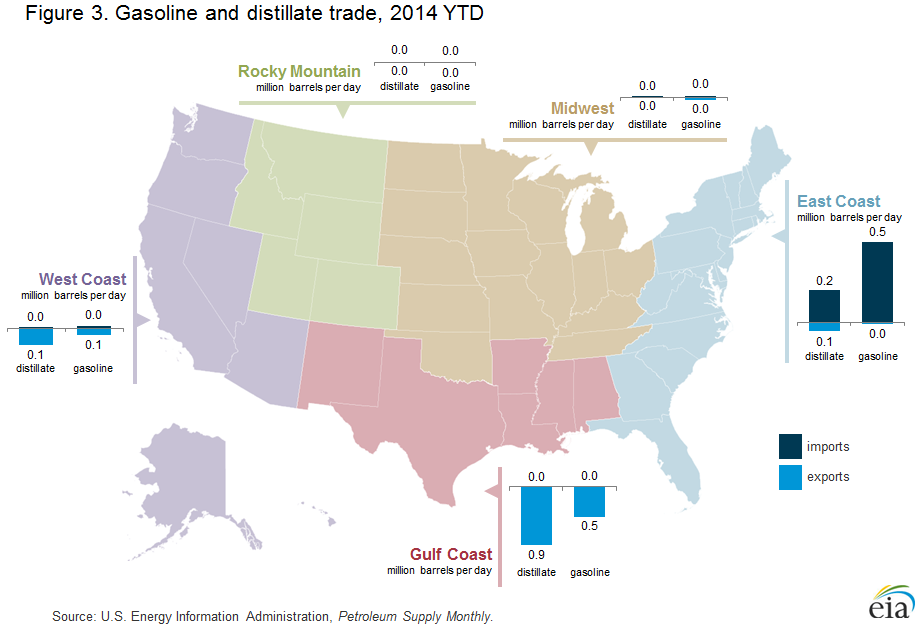 Figure 3. Gasoline and distillate trade, 2014 YTD
Rocky Mountain
million barrels per day
0.0 0.0
0.0 0.0
distillate gasoline
Midwest
million barrels per day
0.0 0.0
0.0 0.0
distillate gasoline
East Coast
million barrels per day
0.5
0.2
0.1 0.0
distillate gasoline
West Coast
million barrels per day
0.0 0.0
0.1 0.1
distillate gasoline
imports
exports
Gulf Coast
million barrels per day
0.0 0.0
0.5
0.9
distillate gasoline
Source: U.S. Energy Information Administration, Petroleum Supply Monthly.
eia